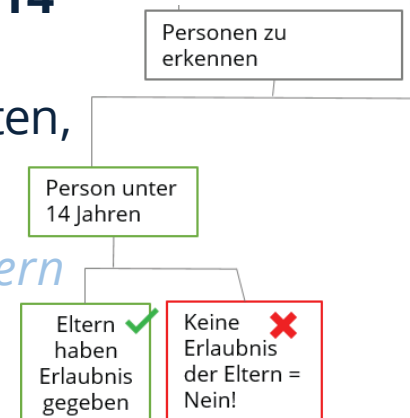 14
Personen zu
erkennen
ten,
Person unter
14 Jahren
ern
Eltern
haben
Erlaubnis
gegeben
Keine
Erlaubnis
der Eltern =
Nein!